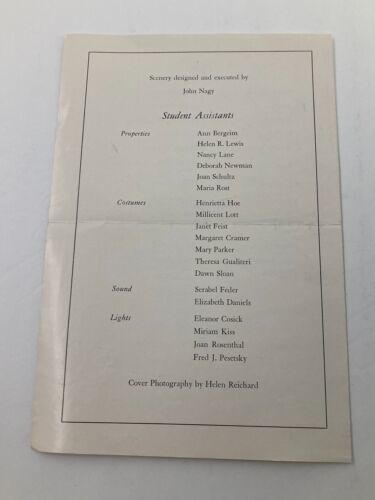 Scenery designed and executed by
John Nagy
Student Assistants
Properties Ann Bergeim
Helen R. Lewis
Nancy Lane
Deborah Newman
Joan Schultz
Maria Rost
Costumes Henrietta Hoe
Millicent Lott
Janet Feist
Margaret Cramer
Mary Parker
Theresa Gualtieri
Dawn Sloan
Sound Serabel Feder
Elizabeth Daniels
Lights Eleanor Cosick
Miriam Kiss
Joan Rosenthal
Fred J. Pesetsky
Cover Photography by Helen Reichard